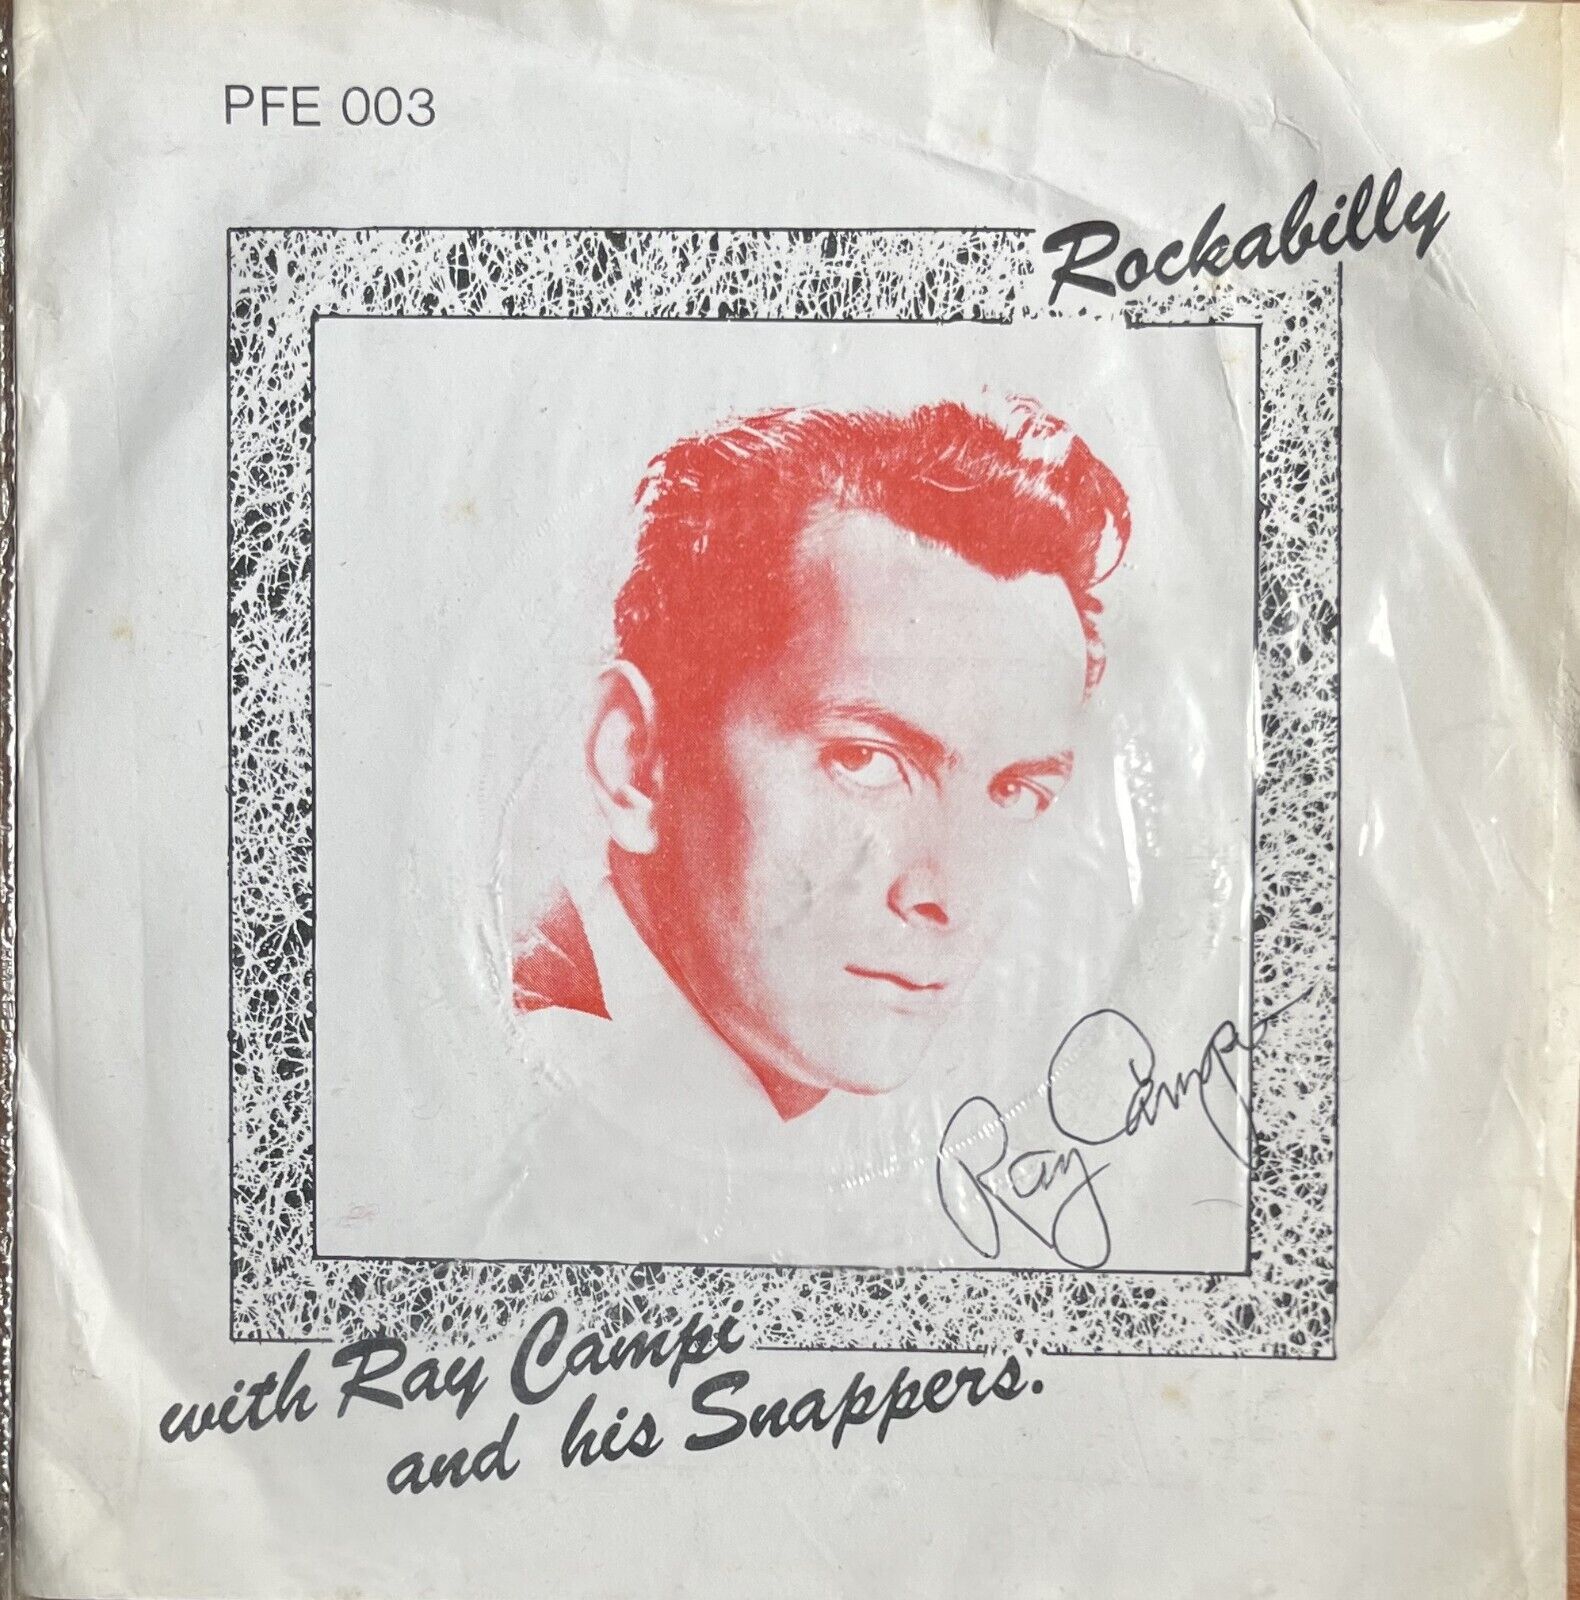 PFE 003
Rockabilly
Ray Campi
with Ray Campi
and his Snappers.